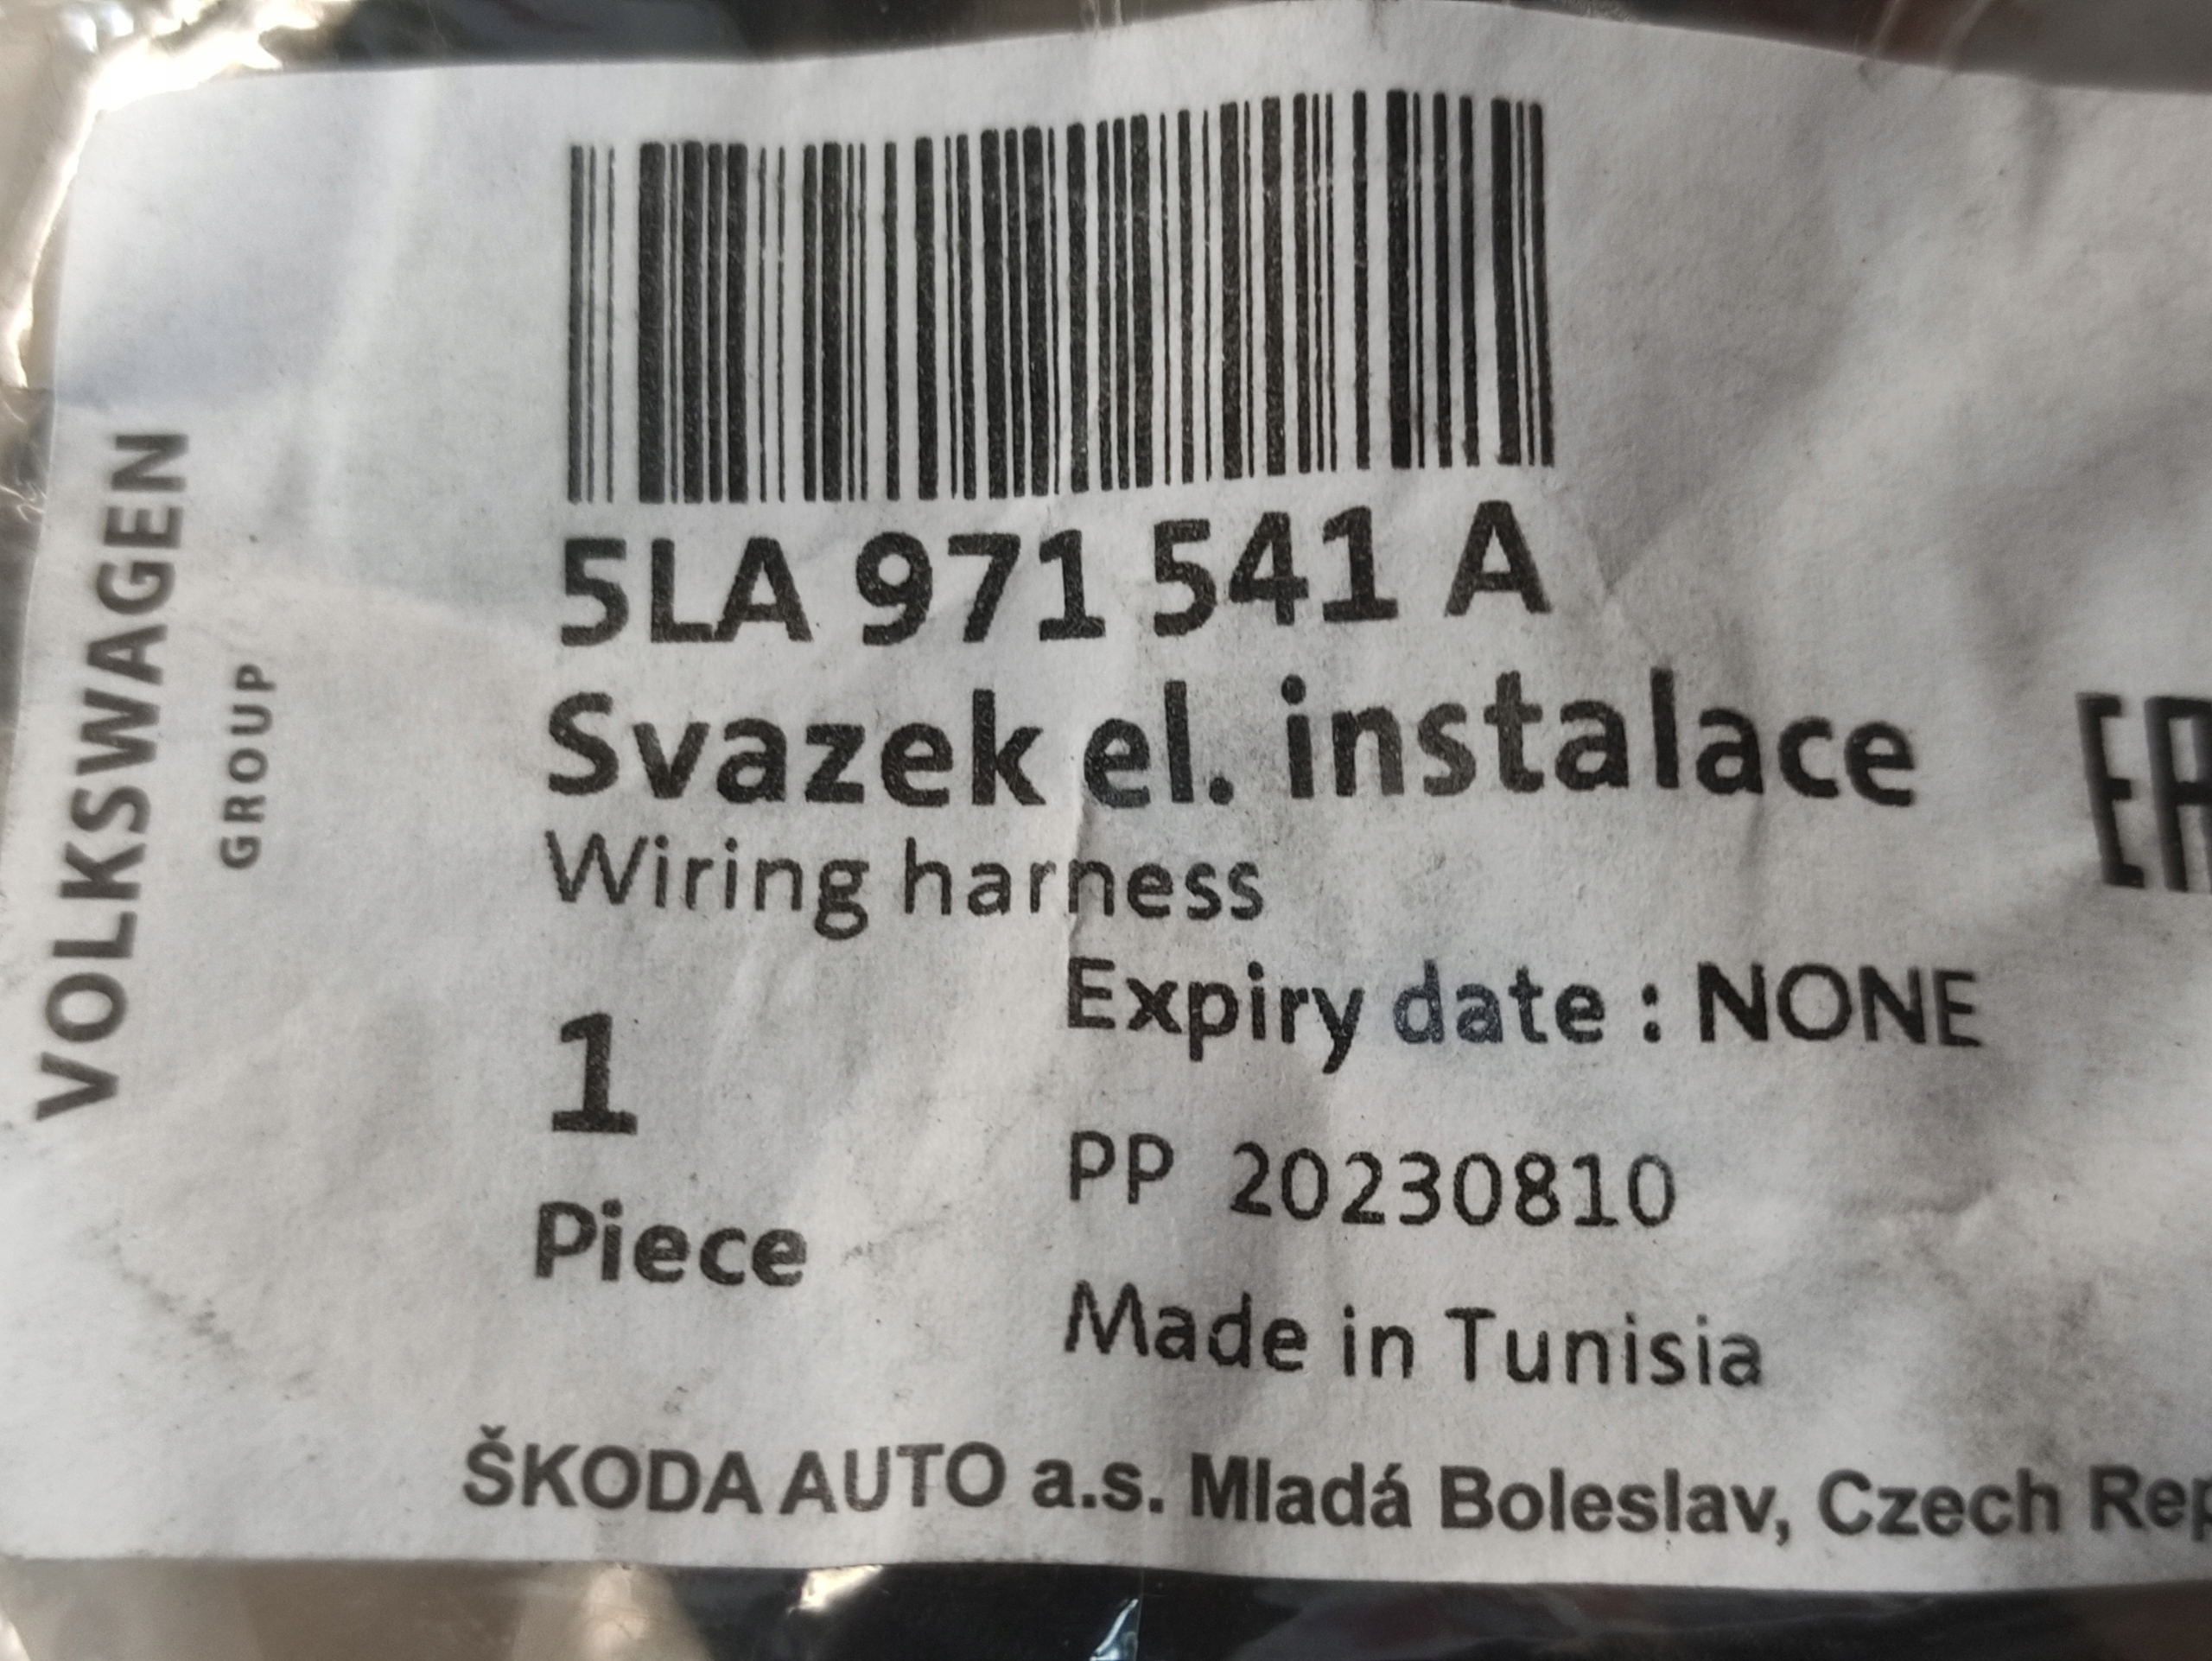 VOLKSWAGEN
GROUP
5LA 971 541 A
Svazek el. instalace
Wiring harness
1
Piece
Expiry date : NONE
PP 20230810
Made in Tunisia
ŠKODA AUTO a.s. Mladá Boleslav, Czech Rep